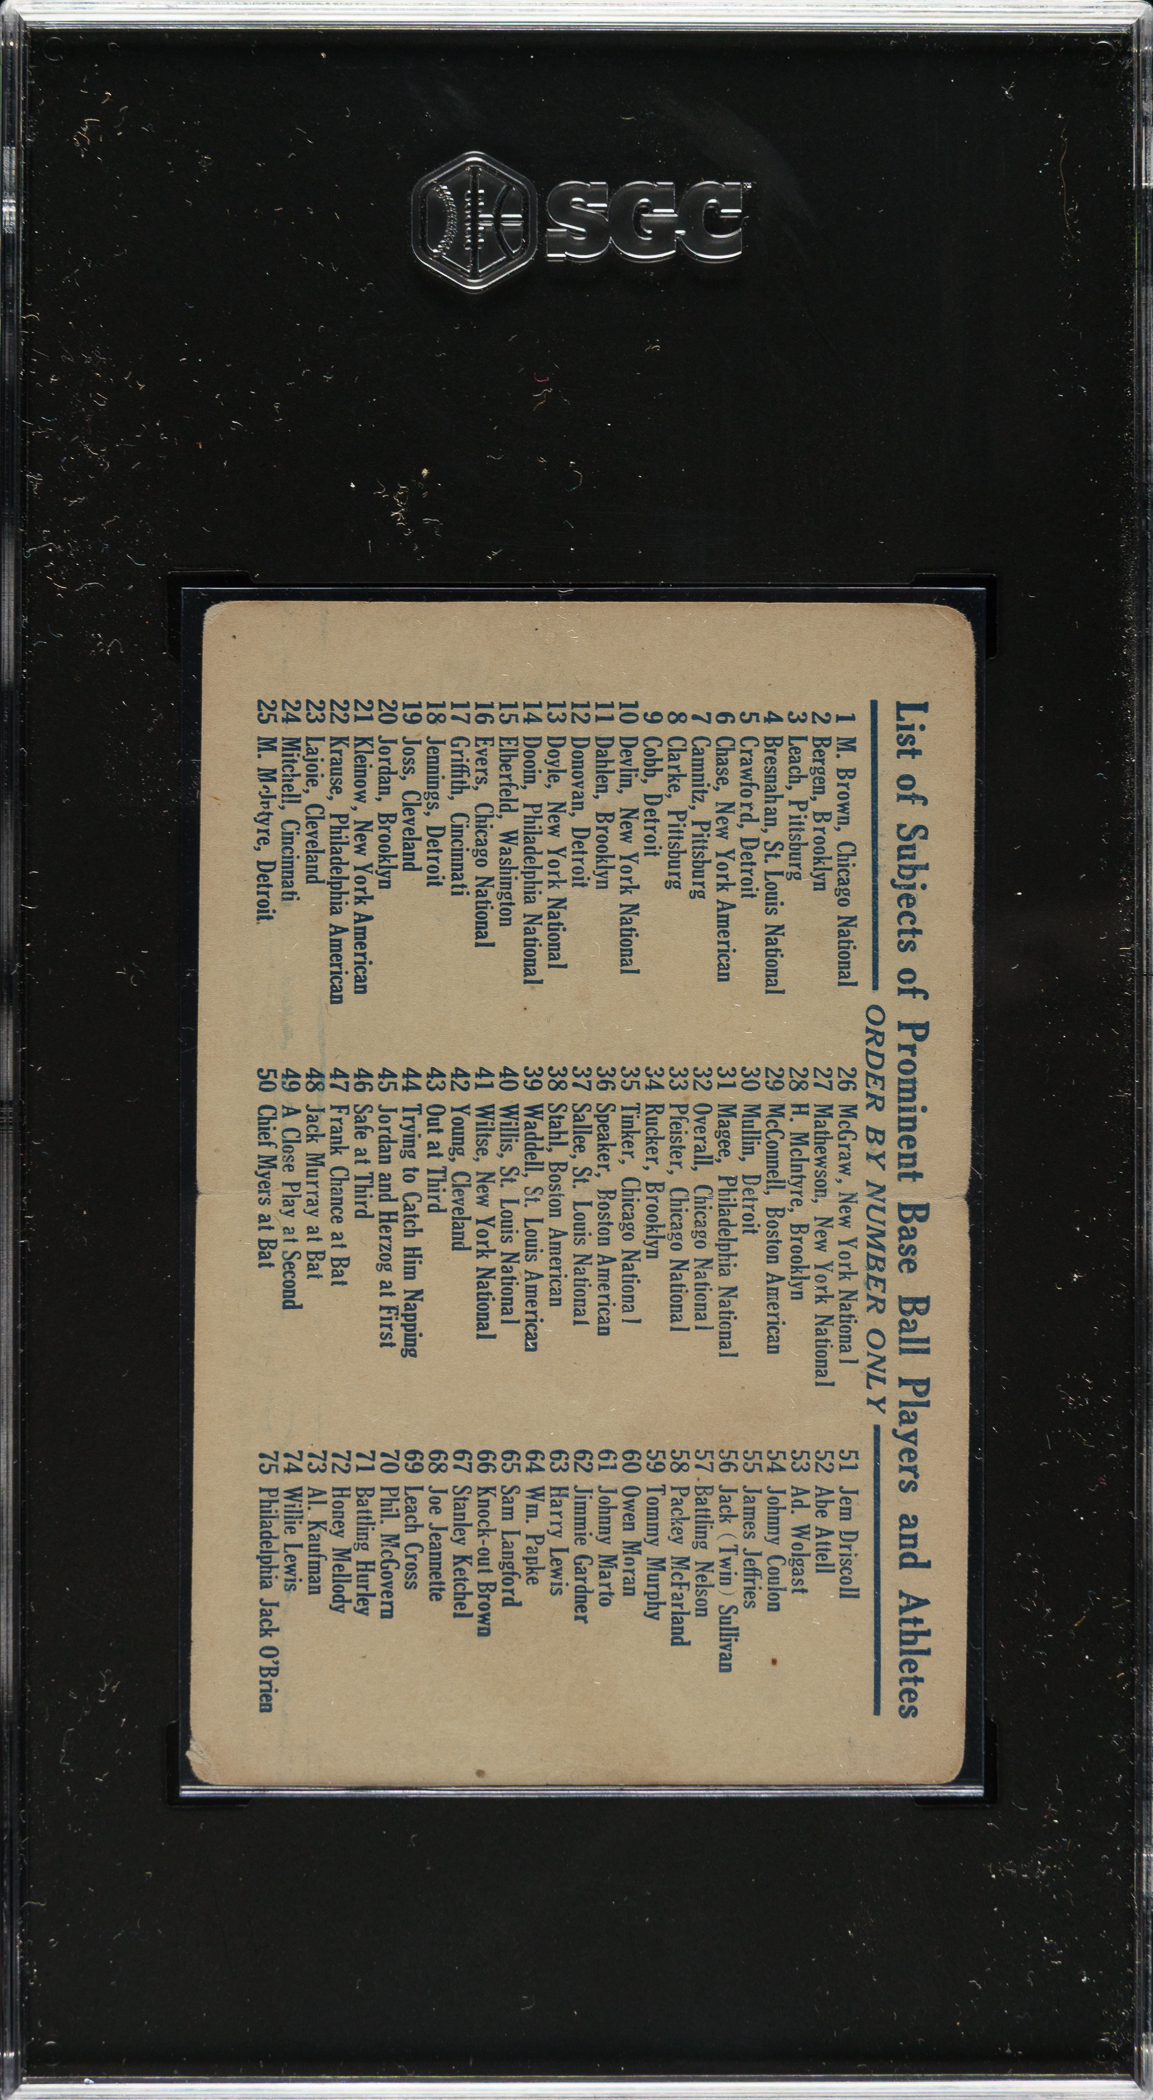 SGC
List of Subjects of Prominent Base Ball Players and Athletes
ORDER BY NUMBER ONLY
1 M. Brown, Chicago National
2 Bergen, Brooklyn
3 Leach, Pittsburg
4 Bresnahan, St. Louis National
5 Crawford, Detroit
6 Chase, New York American
7 Cammitz, Pittsburg
8 Clarke, Pittsburg
9 Cobb, Detroit
10 Devlin, New York National
11 Dahlen, Brooklyn
12 Donovan, Detroit
13 Doyle, New York National
14 Dooin, Philadelphia National
15 Elberfeld, Washington
16 Evers, Chicago National
17 Griffith, Cincinnati
18 Jennings, Detroit
19 Joss, Cleveland
20 Jordan, Brooklyn
21 Kleinow, New York American
22 Krause, Philadelphia American
23 Lajoie, Cleveland
24 Mitchell, Cincinnati
25 M. McIntyre, Detroit
26 McGraw, New York National
27 Mathewson, New York National
28 H. McIntyre, Brooklyn
29 McConnell, Boston American
30 Mullin, Detroit
31 Magee, Philadelphia National
32 Overall, Chicago National
33 Pfeister, Chicago National
34 Rucker, Brooklyn
35 Tinker, Chicago National
36 Speaker, Boston American
37 Sallee, St. Louis National
38 Stahl, Boston American
39 Waddell, St. Louis American
40 Willis, St. Louis National
41 Wiltse, New York National
42 Young, Cleveland
43 Out at Third
44 Trying to Catch Him Napping
45 Jordan and Herzog at First
46 Safe at Third
47 Frank Chance at Bat
48 Jack Murray at Bat
49 A Close Play at Second
50 Chief Myers at Bat
51 Jem Driscoll
52 Abe Attell
53 Ad. Wolgast
54 Johnny Coulon
55 James Jeffries
56 Jack (Twin) Sullivan
57 Battling Nelson
58 Packey McFarland
59 Tommy Murphy
60 Owen Moran
61 Johnny Marto
62 Jimmie Gardner
63 Harry Lewis
64 Wm. Papke
65 Sam Langford
66 Knock-out Brown
67 Stanley Ketchel
68 Joe Jeannette
69 Leach Cross
70 Phil. McGovern
71 Battling Hurley
72 Honey Mellody
73 Al. Kaufman
74 Willie Lewis
75 Philadelphia Jack O'Brien